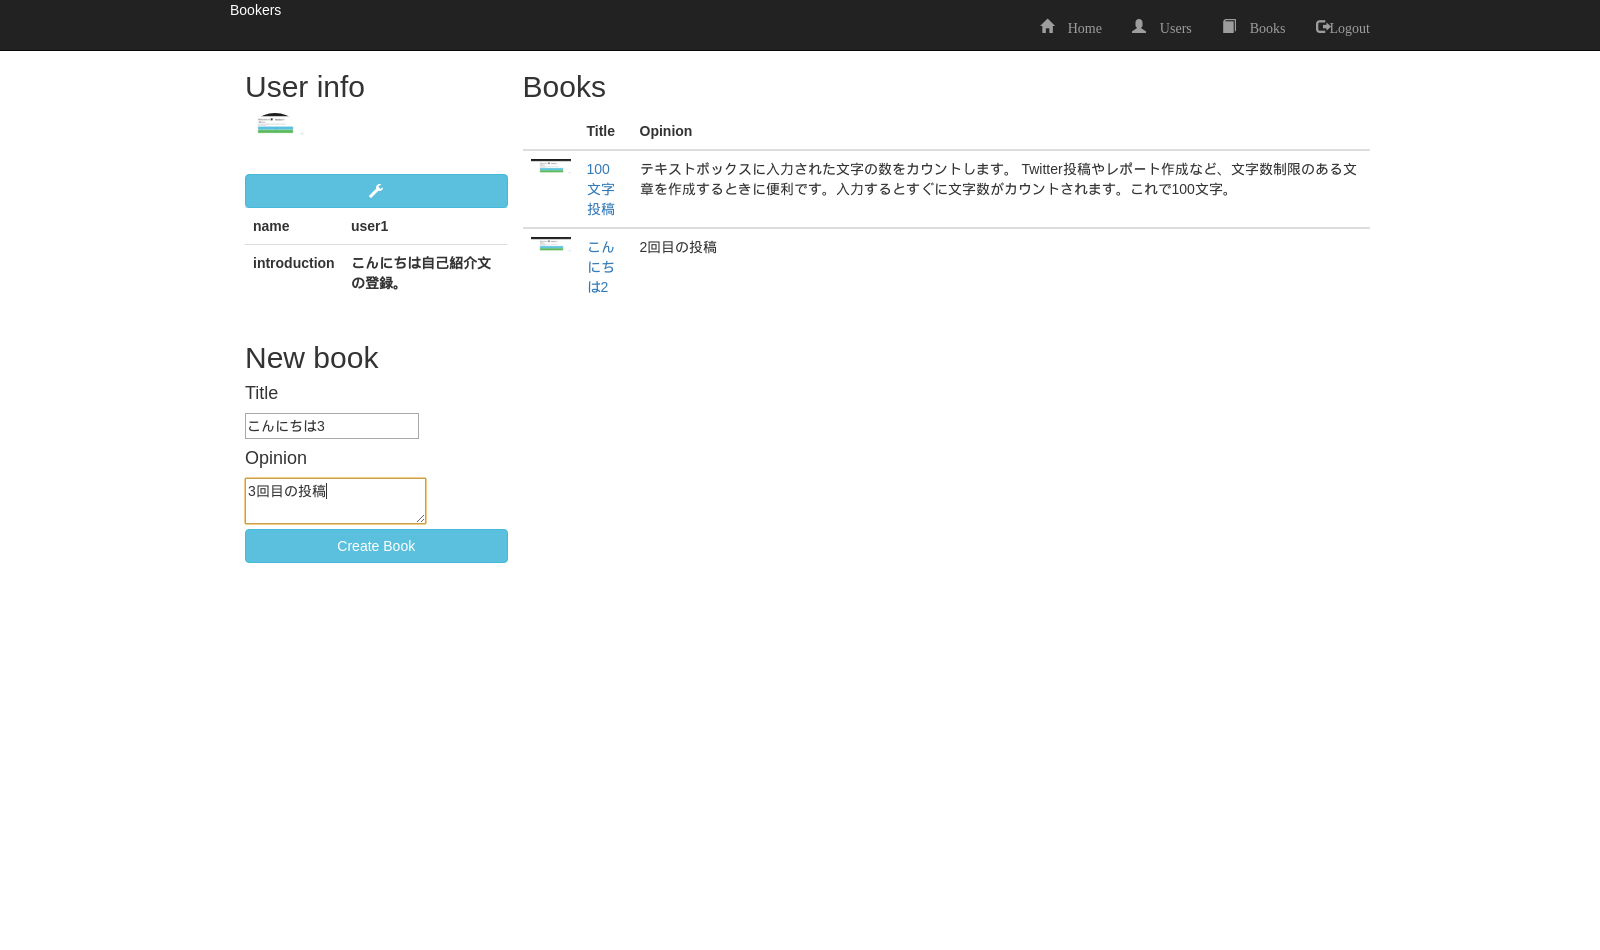 Bookers
Home
Users
Books
Logout
User info
name user1
introduction こんにちは自己紹介文
の登録。
New book
Title
こんにちは3
Opinion
3回目の投稿
Create Book
Books
Title Opinion
100
文字
投稿
テキストボックスに入力された文字の数をカウントします。 Twitter投稿やレポート作成など、文字数制限のある文
章を作成するときに便利です。入力するとすぐに文字数がカウントされます。これで100文字。
こん
にち
は2
2回目の投稿